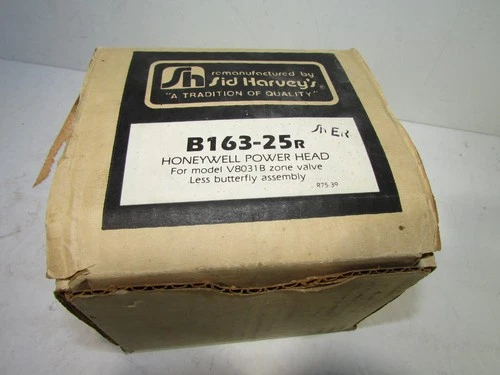 Sh
remanufactured by
Sid Harvey's®
"A TRADITION OF QUALITY"
B163-25R
HONEYWELL POWER HEAD
For model V8031B zone valve
Less butterfly assembly
R75-39